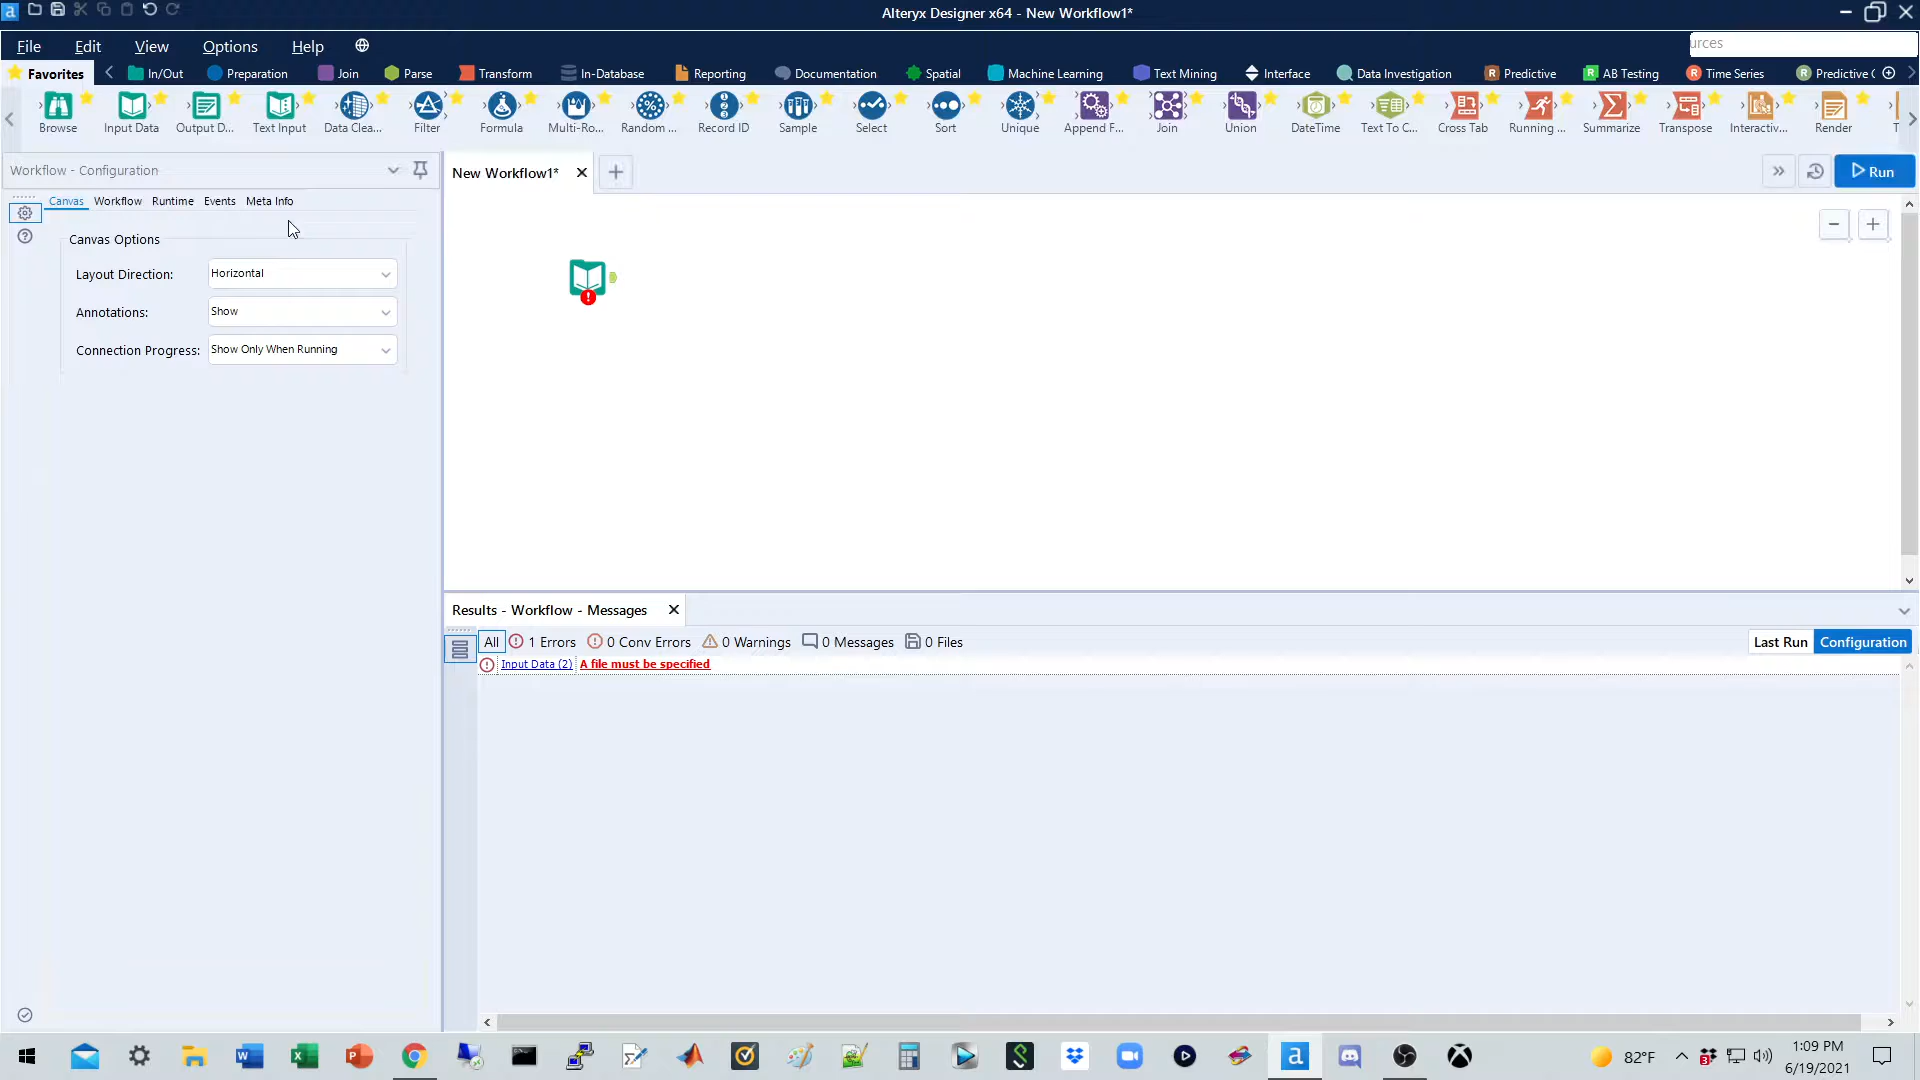 Alteryx Designer x64 - New Workflow1*
File Edit View Options Help
urces
Favorites In/Out Preparation Join Parse Transform In-Database Reporting Documentation Spatial Machine Learning Text Mining Interface Data Investigation Predictive AB Testing Time Series Predictive
Browse Input Data Output D... Text Input Data Clea... Filter Formula Multi-Ro... Random ... Record ID Sample Select Sort Unique Append F... Join Union DateTime Text To C... Cross Tab Running ... Summarize Transpose Interactiv... Render
Workflow - Configuration
New Workflow1*
Run
Canvas Workflow Runtime Events Meta Info
Canvas Options
Layout Direction: Horizontal
Annotations: Show
Connection Progress: Show Only When Running
Results - Workflow - Messages
All 1 Errors 0 Conv Errors 0 Warnings 0 Messages 0 Files Last Run Configuration
Input Data (2) A file must be specified
82°F
1:09 PM
6/19/2021